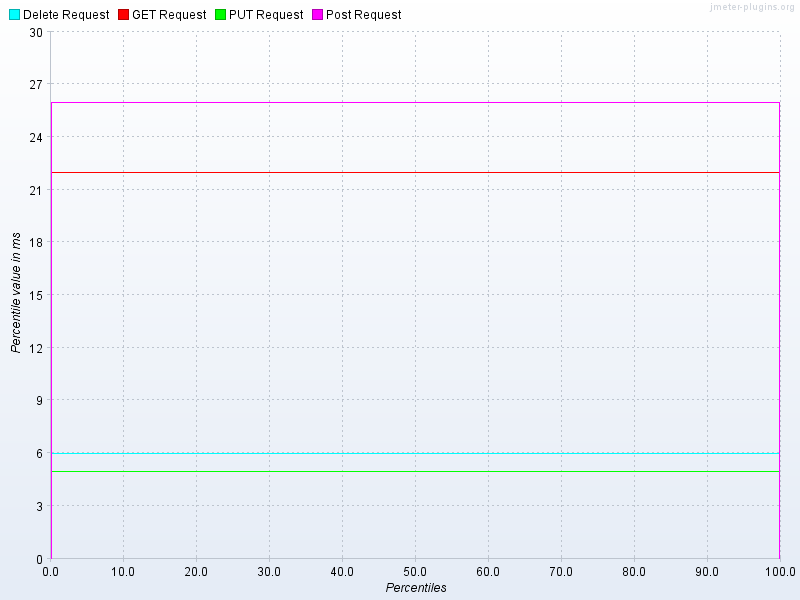 jmeter-plugins.org
Delete Request GET Request PUT Request Post Request
30
27
24
21
18
15
12
9
6
3
0
Percentile value in ms
0.0 10.0 20.0 30.0 40.0 50.0 60.0 70.0 80.0 90.0 100.0
Percentiles